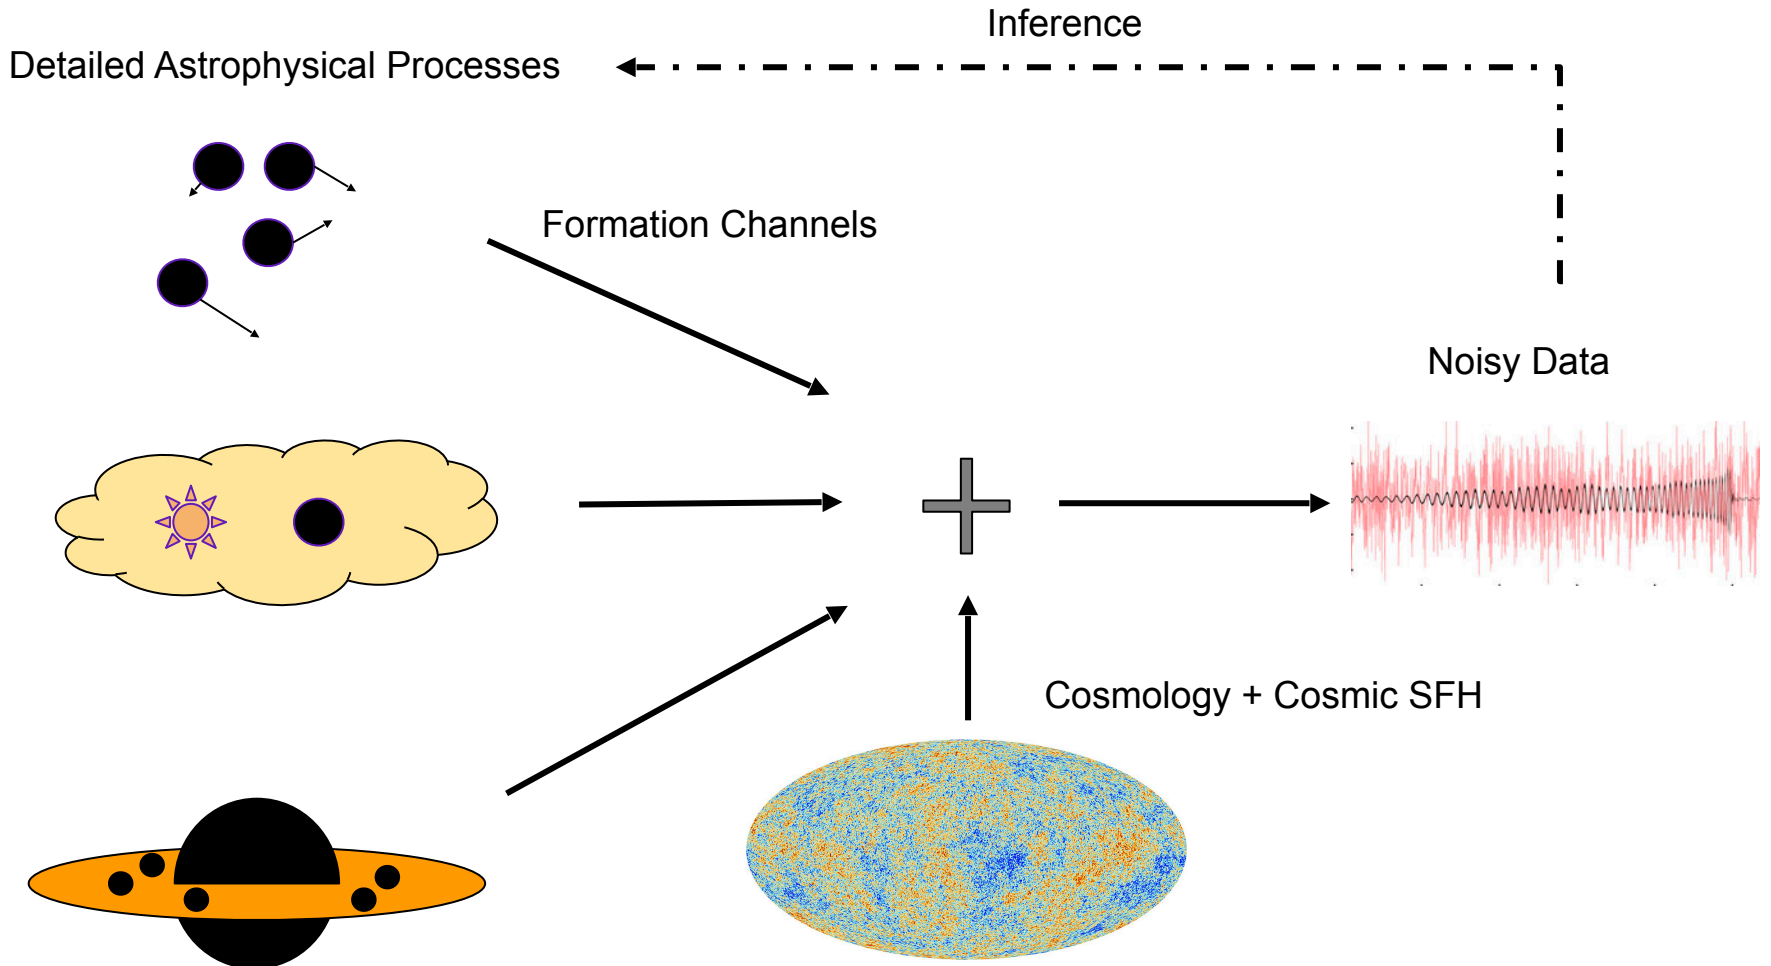 Inference
Detailed Astrophysical Processes
Formation Channels
Noisy Data
Cosmology + Cosmic SFH